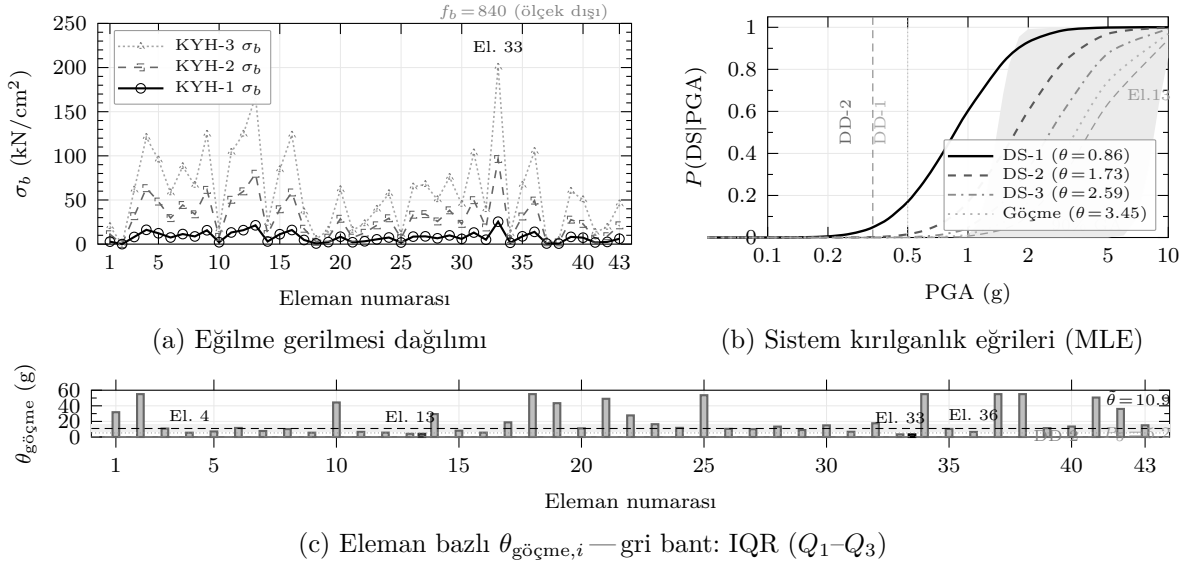 f_b = 840 (ölçek dışı)
250
200
150
100
50
0
σ_b (kN/cm²)
KYH-3 σ_b
KYH-2 σ_b
KYH-1 σ_b
El. 33
1 5 10 15 20 25 30 35 40 43
Eleman numarası
(a) Eğilme gerilmesi dağılımı
1
0.8
0.6
0.4
0.2
0
P(DS|PGA)
DD-2
DD-1
El.13
DS-1 (θ = 0.86)
DS-2 (θ = 1.73)
DS-3 (θ = 2.59)
Göçme (θ = 3.45)
0.1 0.2 0.5 1 2 5 10
PGA (g)
(b) Sistem kırılganlık eğrileri (MLE)
60
40
20
0
θ_göçme (g)
El. 4
El. 13
El. 33
El. 36
θ̃ = 10.9
DD-2
1 5 10 15 20 25 30 35 40 43
Eleman numarası
(c) Eleman bazlı θ_göçme,i — gri bant: IQR (Q₁–Q₃)